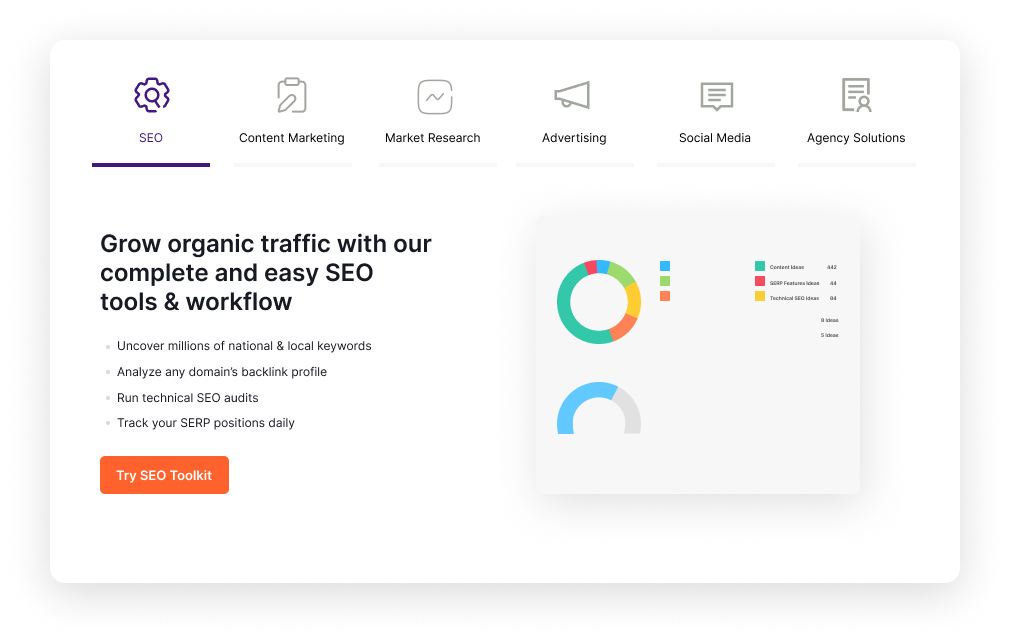 SEO
Content Marketing
Market Research
Advertising
Social Media
Agency Solutions
Grow organic traffic with our
complete and easy SEO
tools & workflow
Uncover millions of national & local keywords
Analyze any domain’s backlink profile
Run technical SEO audits
Track your SERP positions daily
Try SEO Toolkit
Content Ideas 442
SERP Features Ideas 44
Technical SEO Ideas 84
8 Ideas
5 Ideas